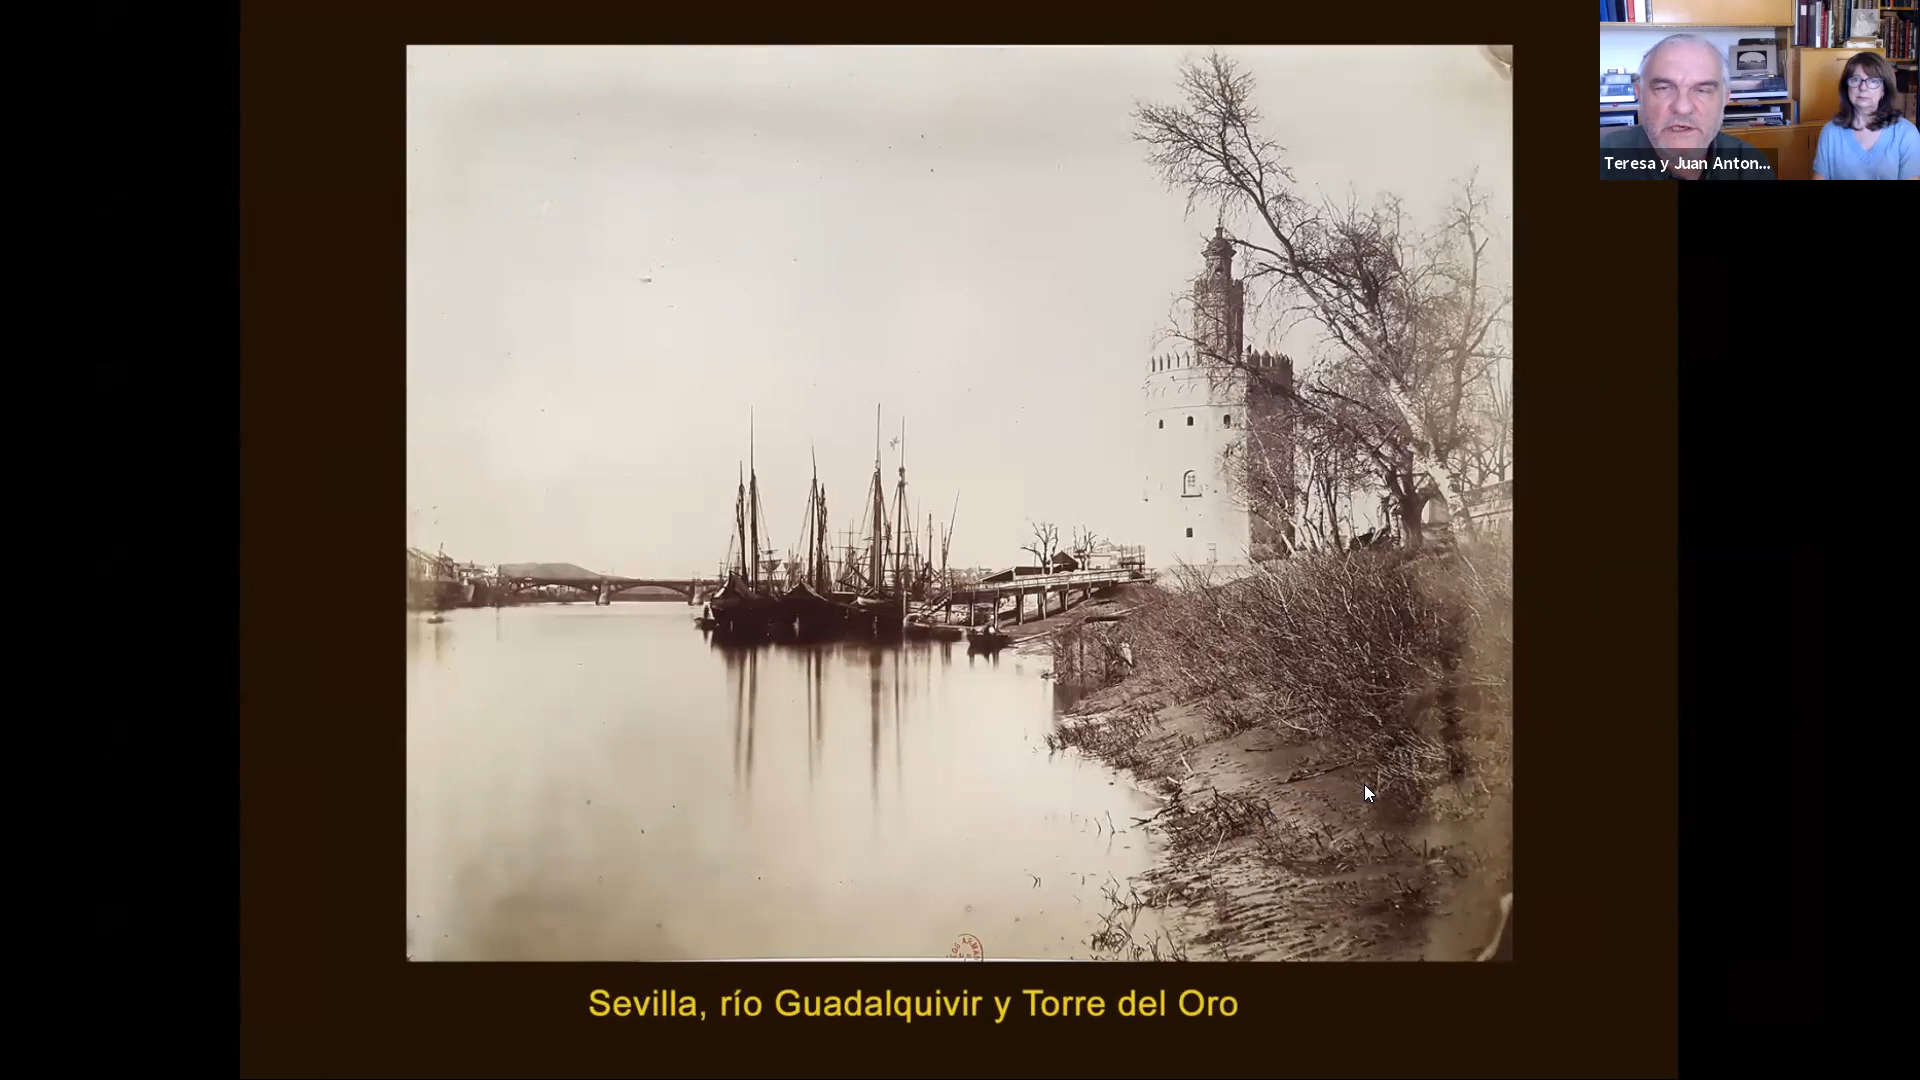 Teresa y Juan Anton...
Sevilla, río Guadalquivir y Torre del Oro